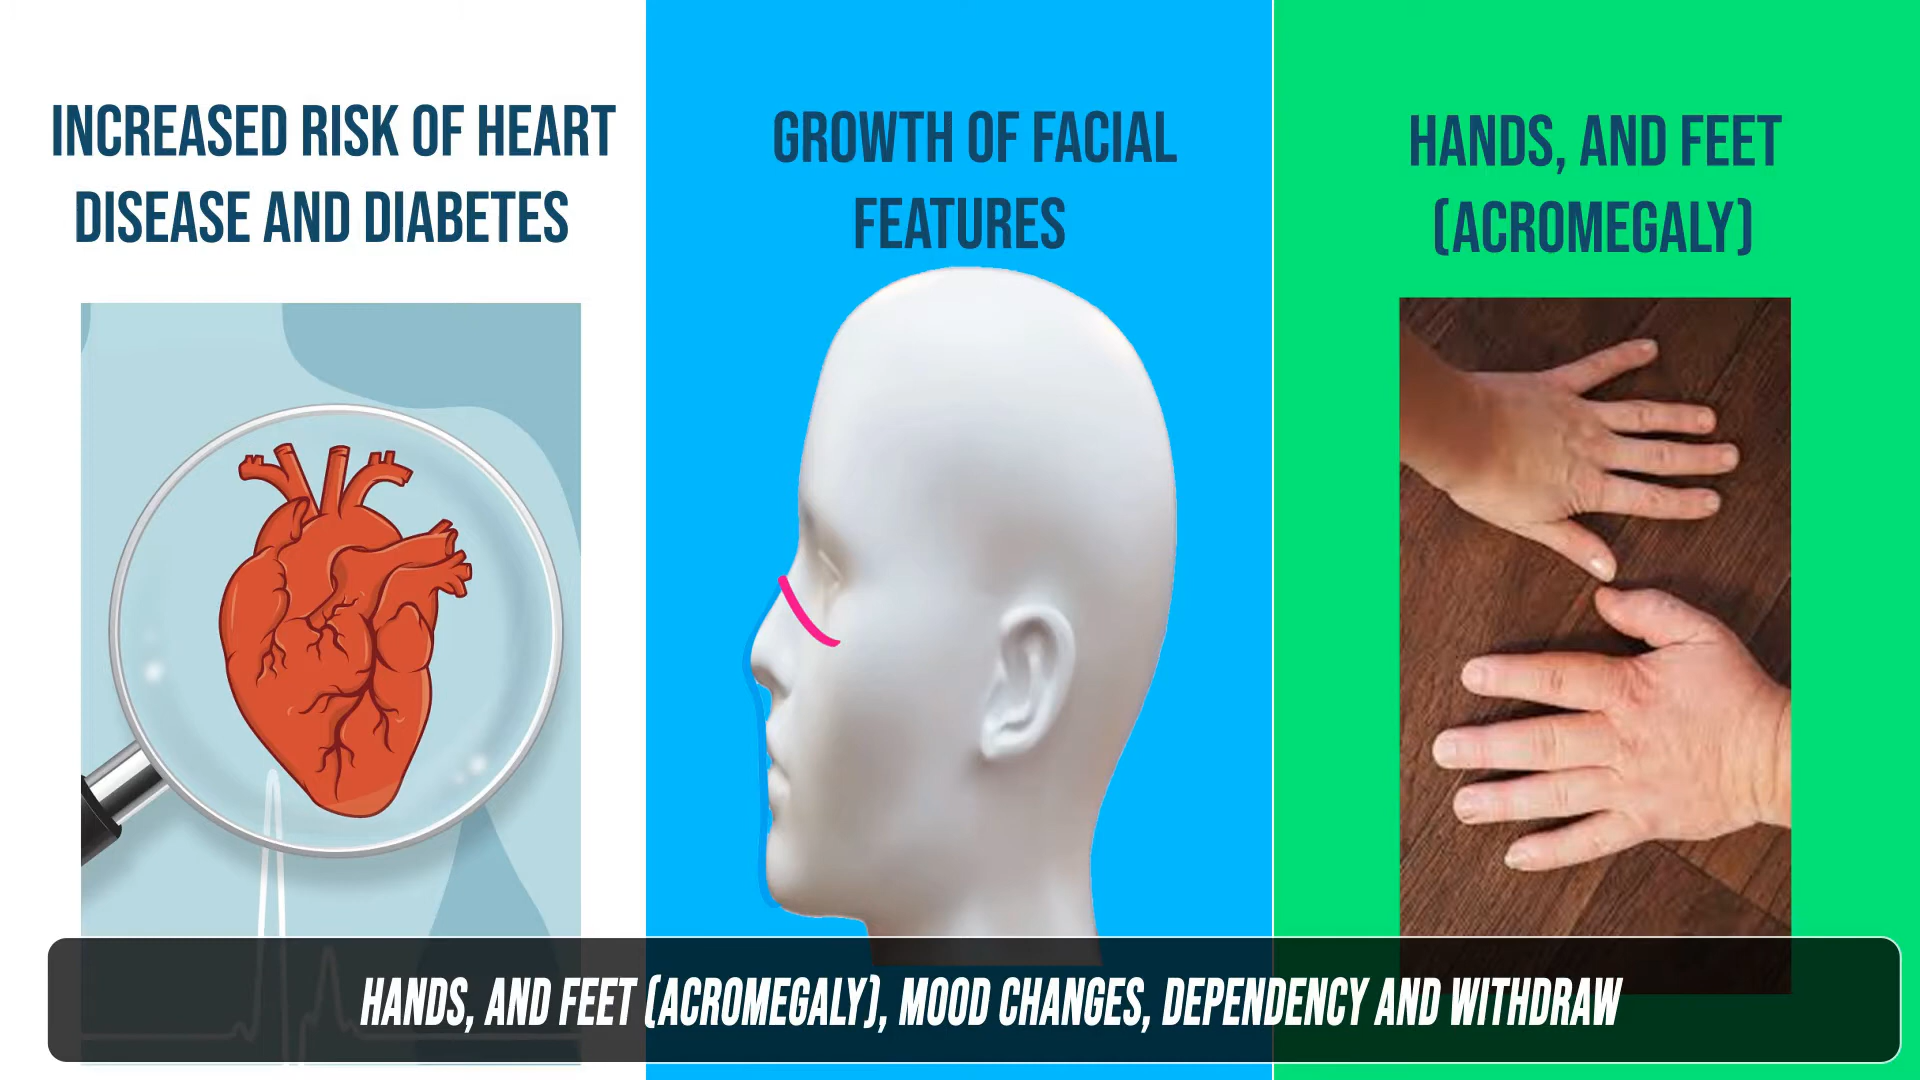 INCREASED RISK OF HEART
DISEASE AND DIABETES
GROWTH OF FACIAL
FEATURES
HANDS, AND FEET
(ACROMEGALY)
HANDS, AND FEET (ACROMEGALY), MOOD CHANGES, DEPENDENCY AND WITHDRAW